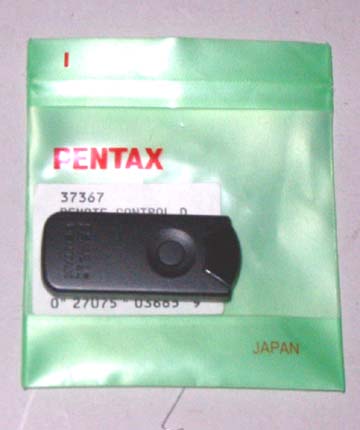 I
PENTAX
37367
REMOTE CONTROL D
0 27075 03685 9
JAPAN